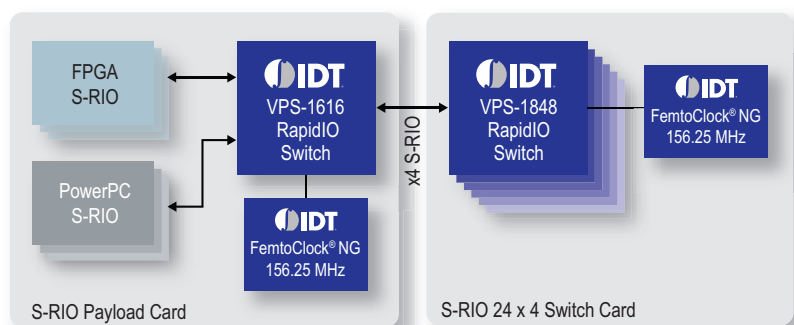 FPGA
S-RIO
PowerPC
S-RIO
IDT
VPS-1616
RapidIO
Switch
IDT
FemtoClock® NG
156.25 MHz
S-RIO Payload Card
x4 S-RIO
IDT
VPS-1848
RapidIO
Switch
IDT
FemtoClock® NG
156.25 MHz
S-RIO 24 x 4 Switch Card